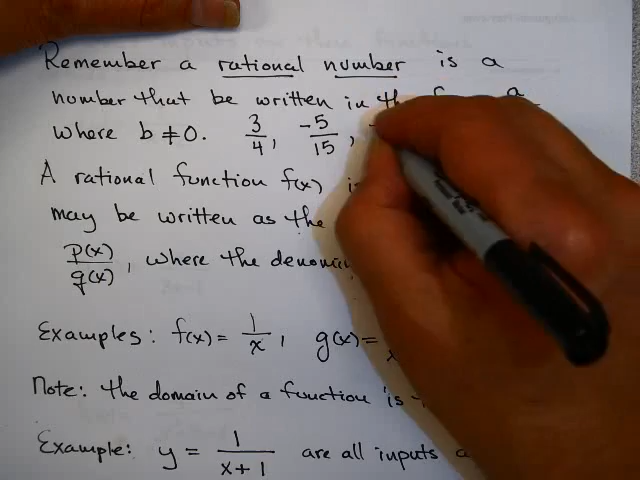 Remember a rational number is a
number that be written in the a
where b ≠ 0. 3/4, -5/15,
A rational function f(x)
may be written as the
p(x)/q(x), where the
Examples: f(x) = 1/x, g(x) =
Note: the domain of a function is
Example: y = 1/(x+1) are all inputs